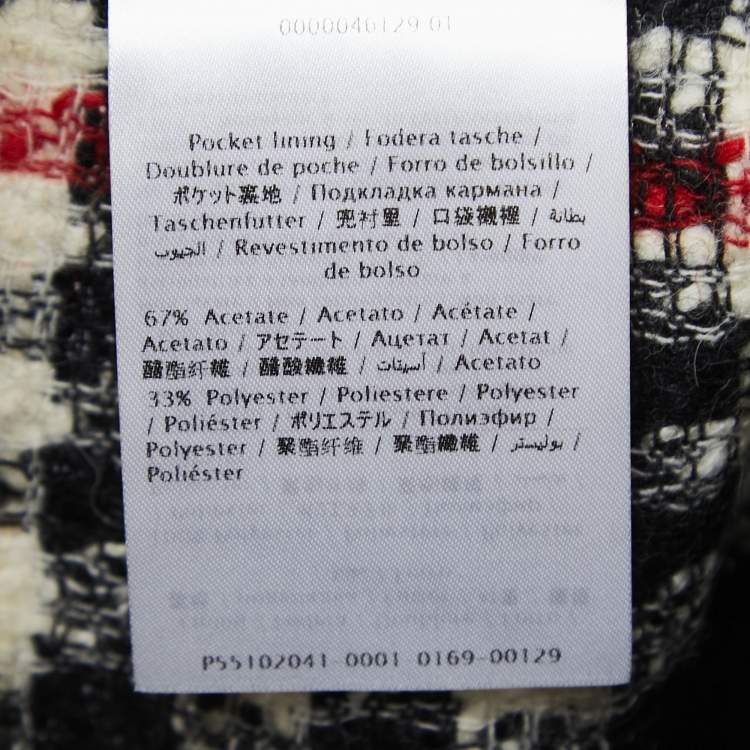 0000040129 01
Pocket lining / Fodera tasche /
Doublure de poche / Forro de bolsillo /
ポケット裏地 / Подкладка кармана /
Taschenfutter / 兜衬里 / 口袋襯裡 / بطانة
الجيوب / Revestimento de bolso / Forro
de bolso
67% Acetate / Acetato / Acétate /
Acetato / アセテート / Ацетат / Acetat /
醋酯纤维 / 醋酸纖維 / أسيتات / Acetato
33% Polyester / Poliestere / Polyester
/ Poliéster / ポリエステル / Полиэфир /
Polyester / 聚酯纤维 / 聚酯纖維 / بوليستر /
Poliéster
P55102041-0001 0169-00129